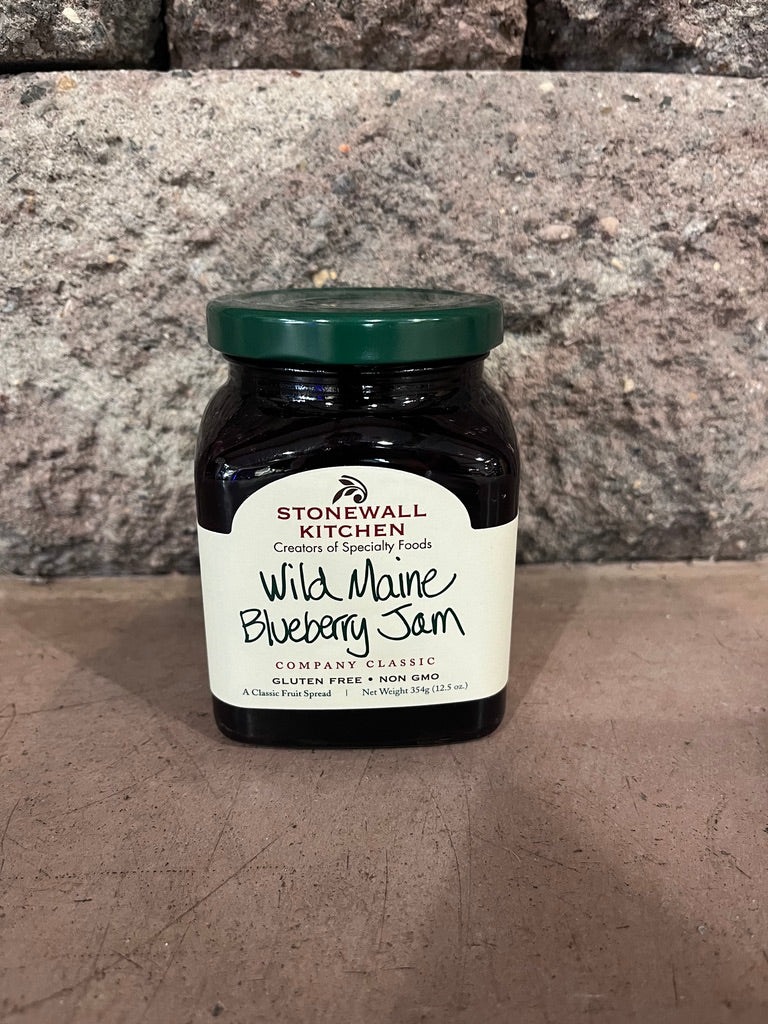 STONEWALL
KITCHEN
Creators of Specialty Foods
Wild Maine
Blueberry Jam
COMPANY CLASSIC
GLUTEN FREE • NON GMO
A Classic Fruit Spread | Net Weight 354g (12.5 oz.)